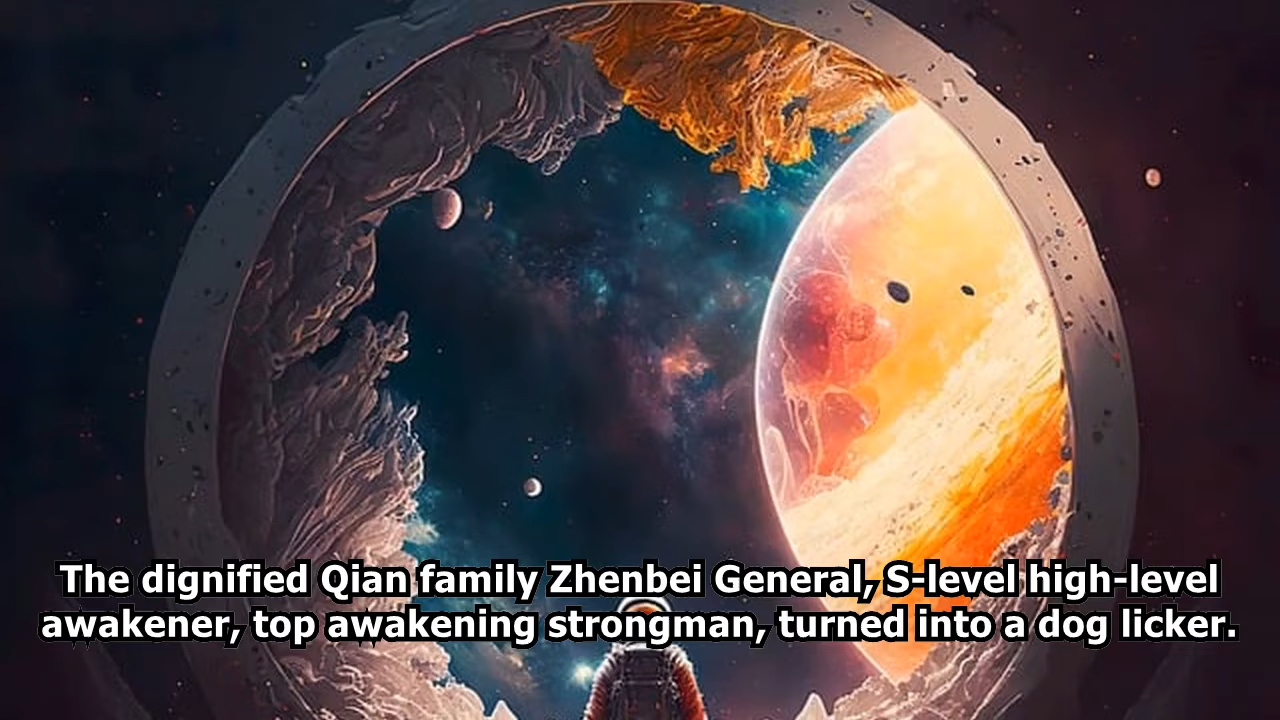 The dignified Qian family Zhenbei General, S-level high-level
awakener, top awakening strongman, turned into a dog licker.